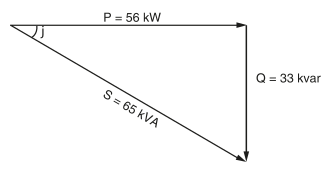 P = 56 kW
j
Q = 33 kvar
S = 65 kVA